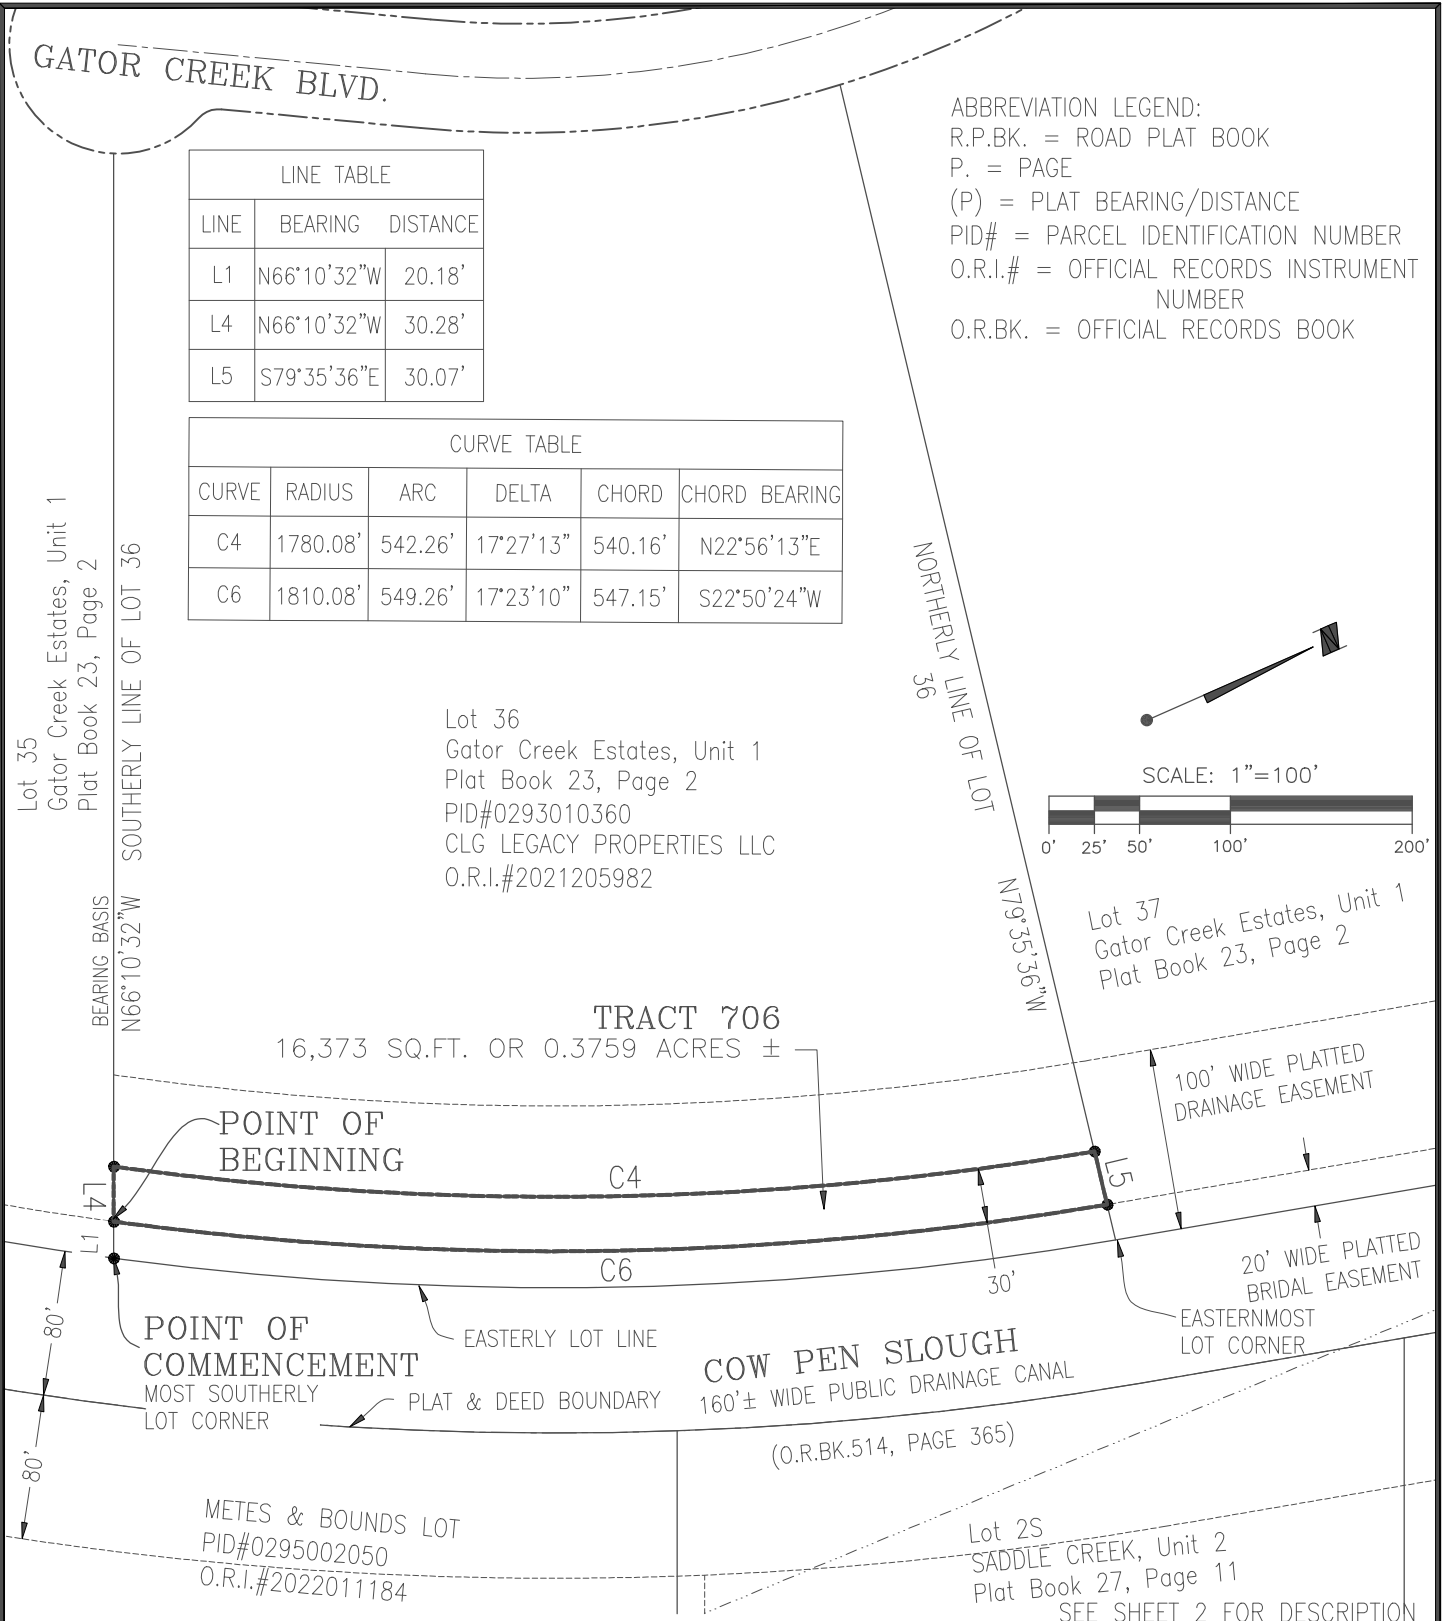 GATOR CREEK BLVD.
ABBREVIATION LEGEND:
R.P.BK. = ROAD PLAT BOOK
P. = PAGE
(P) = PLAT BEARING/DISTANCE
PID# = PARCEL IDENTIFICATION NUMBER
O.R.I.# = OFFICIAL RECORDS INSTRUMENT
NUMBER
O.R.BK. = OFFICIAL RECORDS BOOK
LINE TABLE
LINE BEARING DISTANCE
L1 N66°10'32"W 20.18'
L4 N66°10'32"W 30.28'
L5 S79°35'36"E 30.07'
CURVE TABLE
CURVE RADIUS ARC DELTA CHORD CHORD BEARING
C4 1780.08' 542.26' 17°27'13" 540.16' N22°56'13"E
C6 1810.08' 549.26' 17°23'10" 547.15' S22°50'24"W
Lot 35
Gator Creek Estates, Unit 1
Plat Book 23, Page 2
BEARING BASIS
N66°10'32"W SOUTHERLY LINE OF LOT 36
Lot 36
Gator Creek Estates, Unit 1
Plat Book 23, Page 2
PID#0293010360
CLG LEGACY PROPERTIES LLC
O.R.I.#2021205982
NORTHERLY LINE OF LOT
36
N79°35'36"W
N
SCALE: 1"=100'
0' 25' 50' 100' 200'
Lot 37
Gator Creek Estates, Unit 1
Plat Book 23, Page 2
TRACT 706
16,373 SQ.FT. OR 0.3759 ACRES ±
100' WIDE PLATTED
DRAINAGE EASEMENT
POINT OF
BEGINNING
C4
L5
L4
L1
C6
30'
20' WIDE PLATTED
BRIDAL EASEMENT
EASTERNMOST
LOT CORNER
80'
POINT OF
COMMENCEMENT
MOST SOUTHERLY
LOT CORNER
EASTERLY LOT LINE
PLAT & DEED BOUNDARY
COW PEN SLOUGH
160'± WIDE PUBLIC DRAINAGE CANAL
(O.R.BK.514, PAGE 365)
80'
METES & BOUNDS LOT
PID#0295002050
O.R.I.#2022011184
Lot 2S
SADDLE CREEK, Unit 2
Plat Book 27, Page 11
SEE SHEET 2 FOR DESCRIPTION